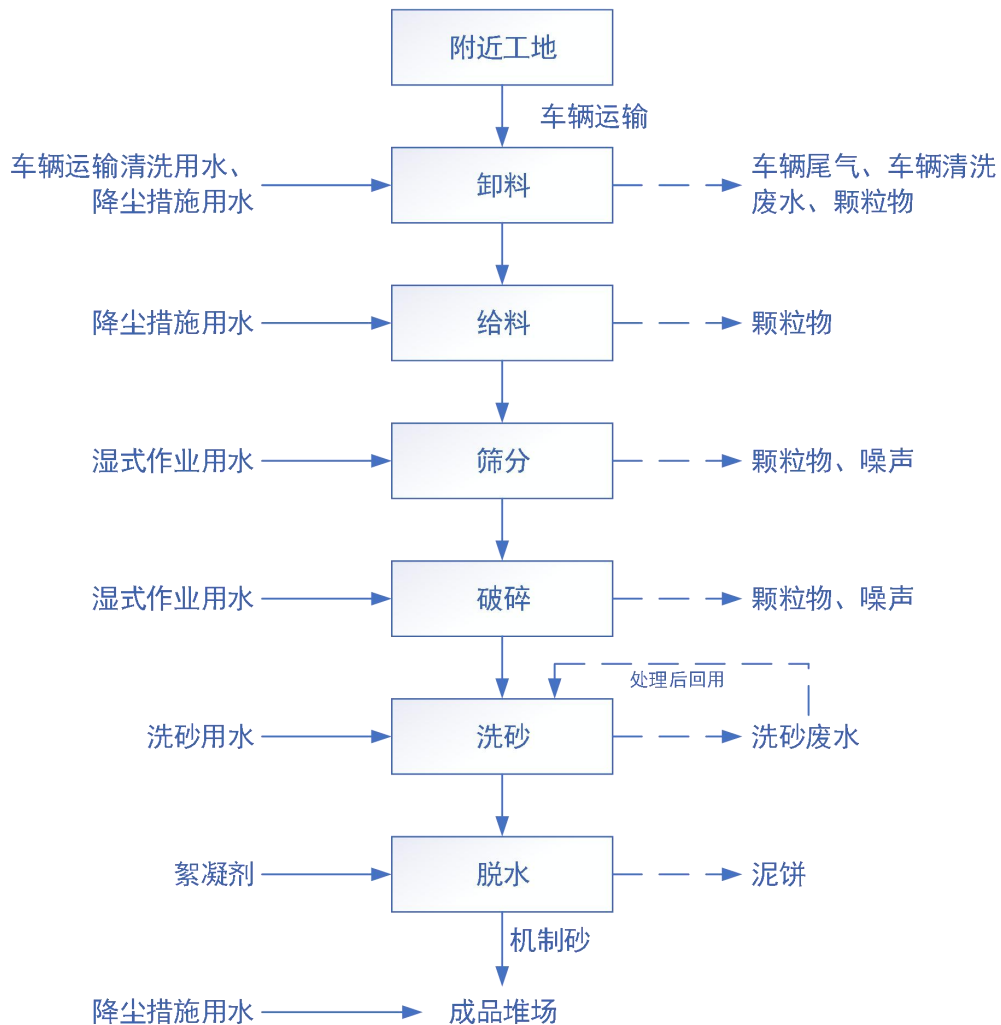 附近工地
车辆运输
车辆运输清洗用水、
降尘措施用水
卸料
车辆尾气、车辆清洗
废水、颗粒物
降尘措施用水
给料
颗粒物
湿式作业用水
筛分
颗粒物、噪声
湿式作业用水
破碎
颗粒物、噪声
处理后回用
洗砂用水
洗砂
洗砂废水
絮凝剂
脱水
泥饼
机制砂
降尘措施用水
成品堆场